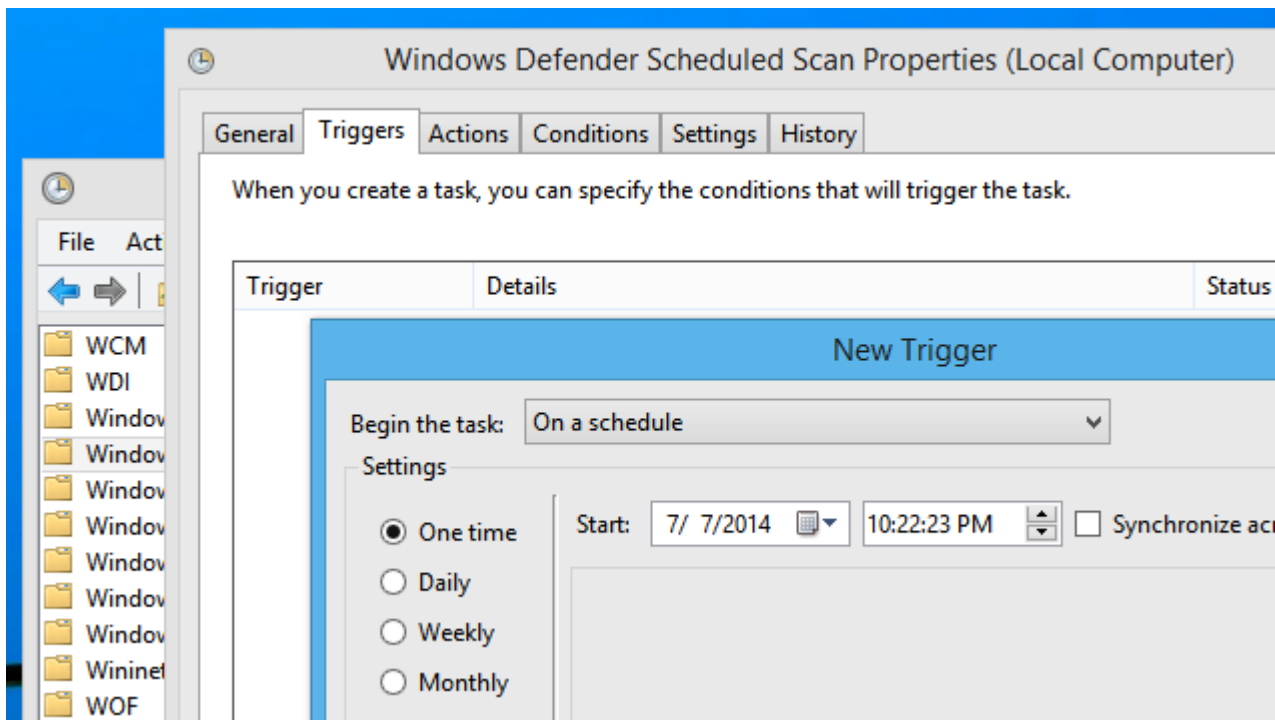 Windows Defender Scheduled Scan Properties (Local Computer)
General Triggers Actions Conditions Settings History
When you create a task, you can specify the conditions that will trigger the task.
File
Trigger Details Status
WCM
WDI
WOF
New Trigger
Begin the task: On a schedule
Settings
One time
Start: 7/ 7/2014 10:22:23 PM Synchronize
Daily
Weekly
Monthly